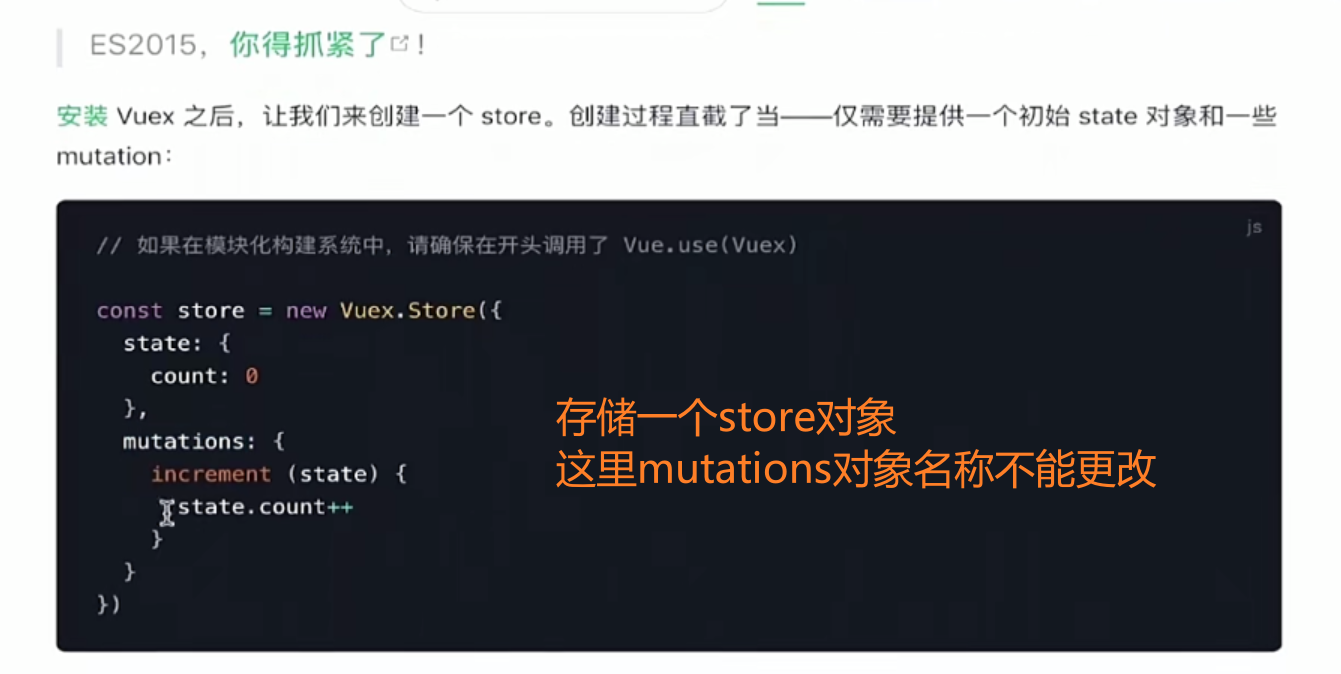 ES2015，你得抓紧了！
安装 Vuex 之后，让我们来创建一个 store。创建过程直截了当——仅需要提供一个初始 state 对象和一些
mutation：
js
// 如果在模块化构建系统中，请确保在开头调用了 Vue.use(Vuex)
const store = new Vuex.Store({
state: {
count: 0
},
mutations: {
increment (state) {
state.count++
}
}
})
存储一个store对象
这里mutations对象名称不能更改